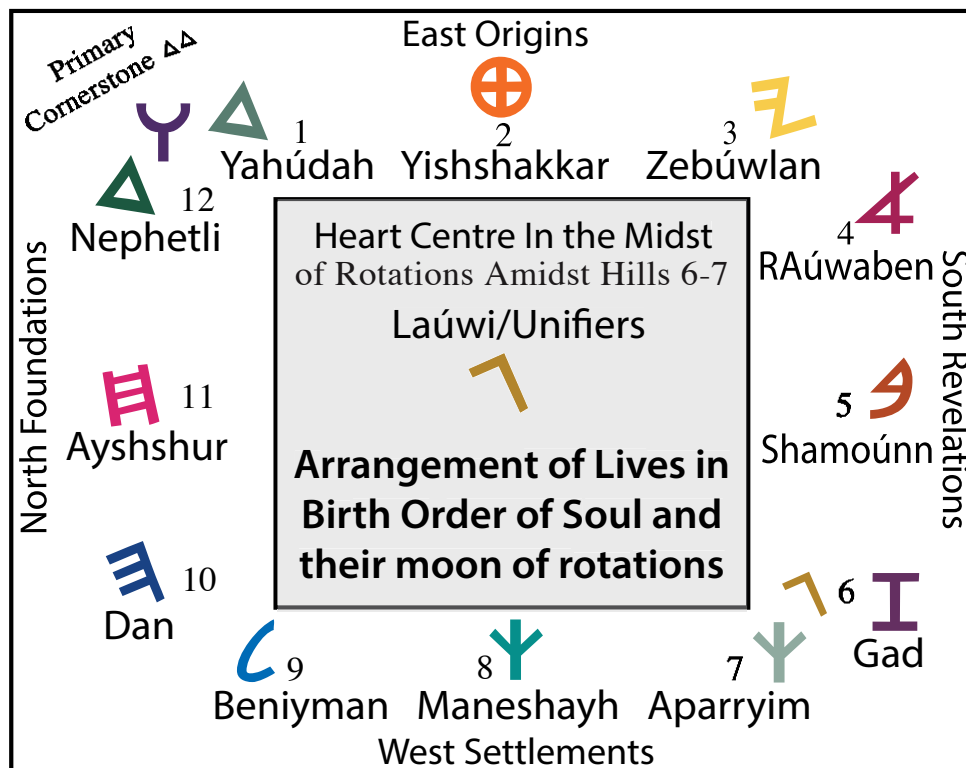 Primary
Cornerstone
East Origins
1
Yahúdah
2
Yishshakkar
3
Zebúwlan
12
Nephetli
4
RAúwaben
Heart Centre In the Midst
of Rotations Amidst Hills 6-7
Laúwi/Unifiers
North Foundations
South Revelations
11
Ayshshur
5
Shamoúnn
Arrangement of Lives in
Birth Order of Soul and
their moon of rotations
10
Dan
6
Gad
9
Beniyman
8
Maneshayh
7
Aparryim
West Settlements